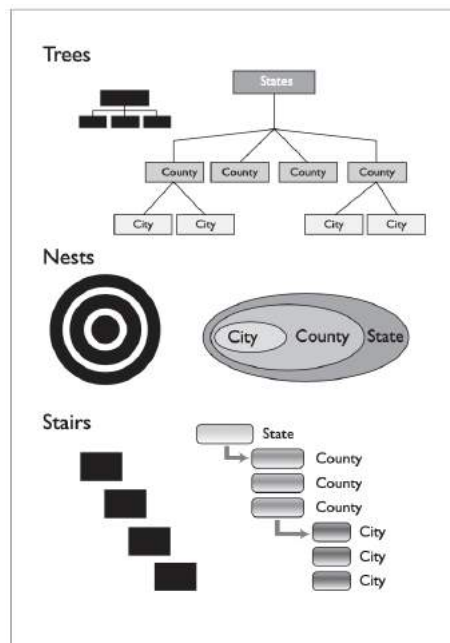 Trees
States
County County County County
City City City City
Nests
City County State
Stairs
State
County
County
County
City
City
City